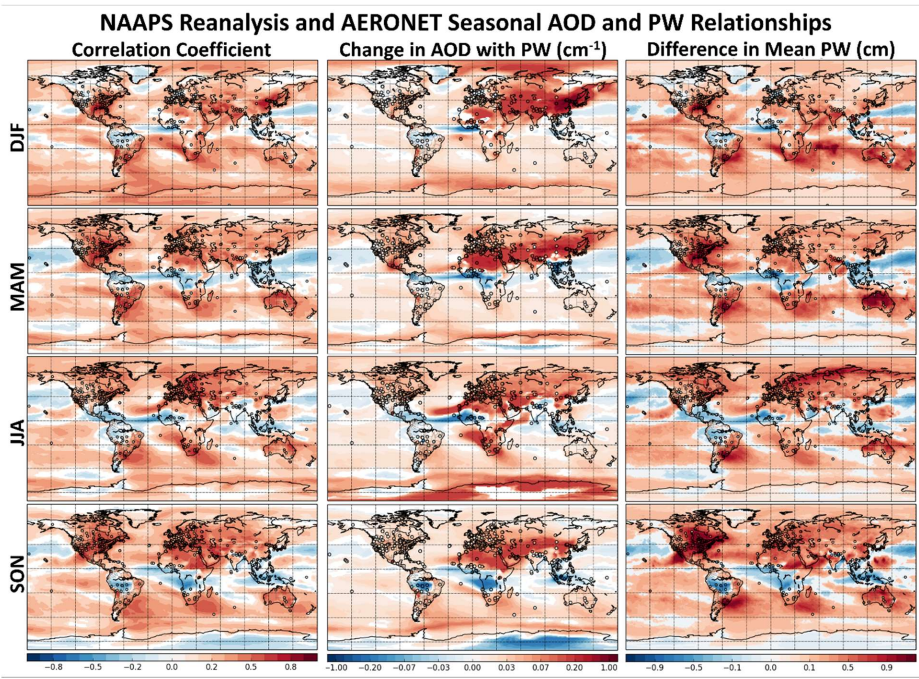 NAAPS Reanalysis and AERONET Seasonal AOD and PW Relationships
Correlation Coefficient Change in AOD with PW (cm-1) Difference in Mean PW (cm)
DJF
MAM
JJA
SON
−0.8 −0.5 −0.2 0.0 0.2 0.5 0.8 -1.00 -0.20 -0.07 -0.03 0.00 0.03 0.07 0.20 1.00 −0.9 −0.5 −0.1 0.1 0.5 0.9